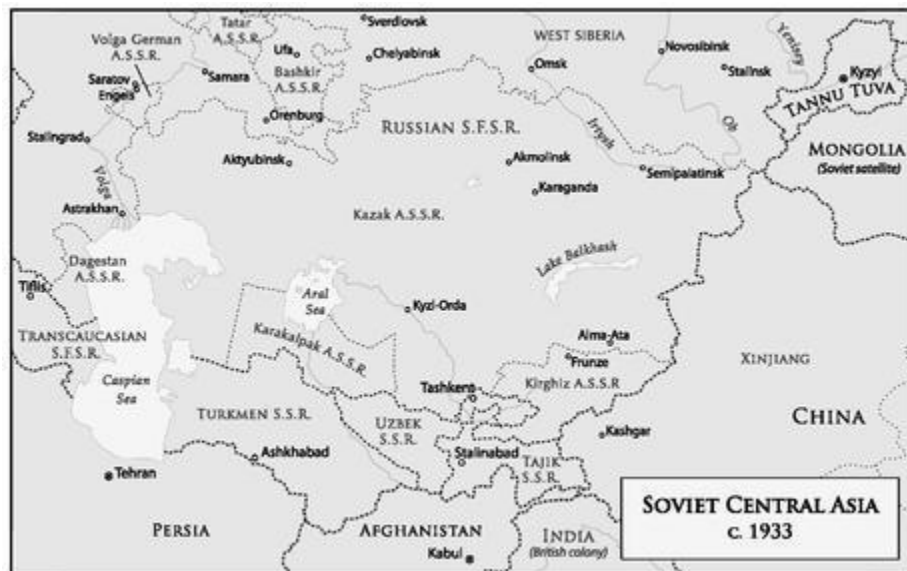 Sverdlovsk
Tatar
A.S.S.R.
Volga German
A.S.S.R.
Ufa
Chelyabinsk
WEST SIBERIA
Novosibirsk
Yenisey
Saratov
Engels
Samara
Bashkir
A.S.S.R.
Omsk
Stalinsk
Kyzyl
TANNU TUVA
Orenburg
Ob
Stalingrad
RUSSIAN S.F.S.R.
Irtysh
MONGOLIA
(Soviet satellite)
Aktyubinsk
Akmolinsk
Semipalatinsk
Volga
Karaganda
Astrakhan
Kazak A.S.S.R.
Dagestan
A.S.S.R.
Lake Balkhash
Tiflis
Aral
Sea
Kyzl-Orda
TRANSCAUCASIAN
S.F.S.R.
Karakalpak A.S.S.R.
Alma-Ata
Frunze
XINJIANG
Caspian
Sea
Tashkent
Kirghiz A.S.S.R
CHINA
TURKMEN S.S.R.
UZBEK
S.S.R.
Kashgar
Ashkhabad
Stalinabad
TAJIK
S.S.R.
Tehran
SOVIET CENTRAL ASIA
C. 1933
PERSIA
AFGHANISTAN
INDIA
(British colony)
Kabul